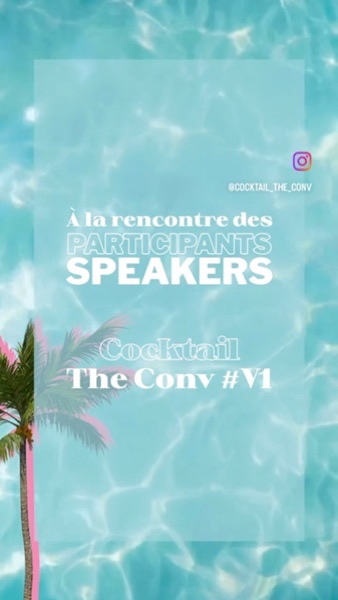 @COCKTAIL_THE_CONV
À la rencontre des
PARTICIPANTS
SPEAKERS
Cocktail
The Conv #V1